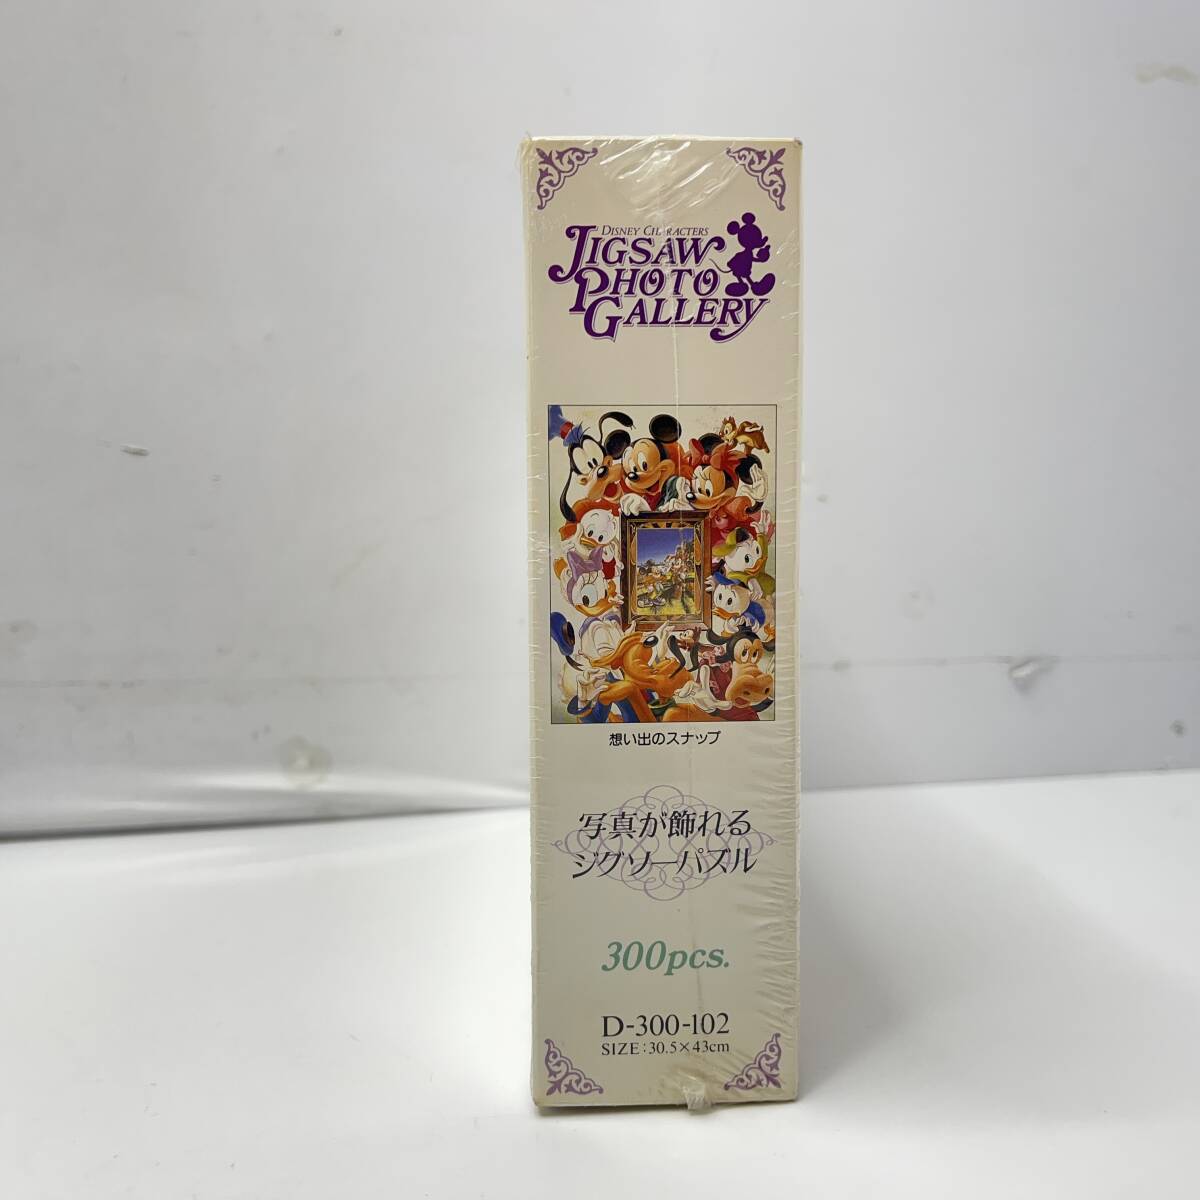 DISNEY CHARACTERS
JIGSAW
PHOTO
GALLERY
想い出のスナップ
写真が飾れる
ジグソーパズル
300pcs.
D-300-102
SIZE:30.5×43cm